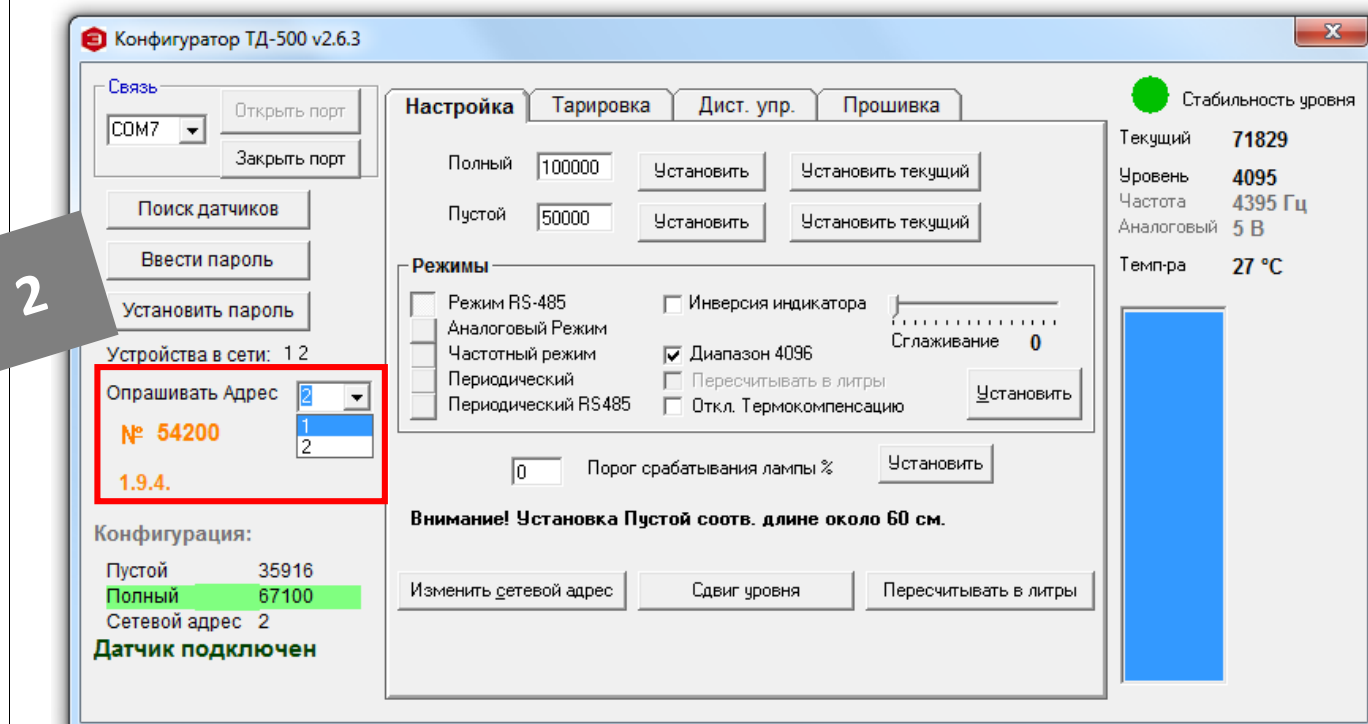 Конфигуратор ТД-500 v2.6.3
Связь
COM7
Открыть порт
Закрыть порт
Поиск датчиков
Ввести пароль
Установить пароль
2
Устройства в сети: 1 2
Опрашивать Адрес 2
1
2
№ 54200
1.9.4.
Конфигурация:
Пустой 35916
Полный 67100
Сетевой адрес 2
Датчик подключен
Настройка Тарировка Дист. упр. Прошивка
Полный 100000 Установить Установить текущий
Пустой 50000 Установить Установить текущий
Режимы
Режим RS-485
Аналоговый Режим
Частотный режим
Периодический
Периодический RS485
Инверсия индикатора
Диапазон 4096
Пересчитывать в литры
Откл. Термокомпенсацию
Сглаживание 0
Установить
0 Порог срабатывания лампы % Установить
Внимание! Установка Пустой соотв. длине около 60 см.
Изменить сетевой адрес Сдвиг уровня Пересчитывать в литры
Стабильность уровня
Текущий 71829
Уровень 4095
Частота 4395 Гц
Аналоговый 5 В
Темп-ра 27 °C